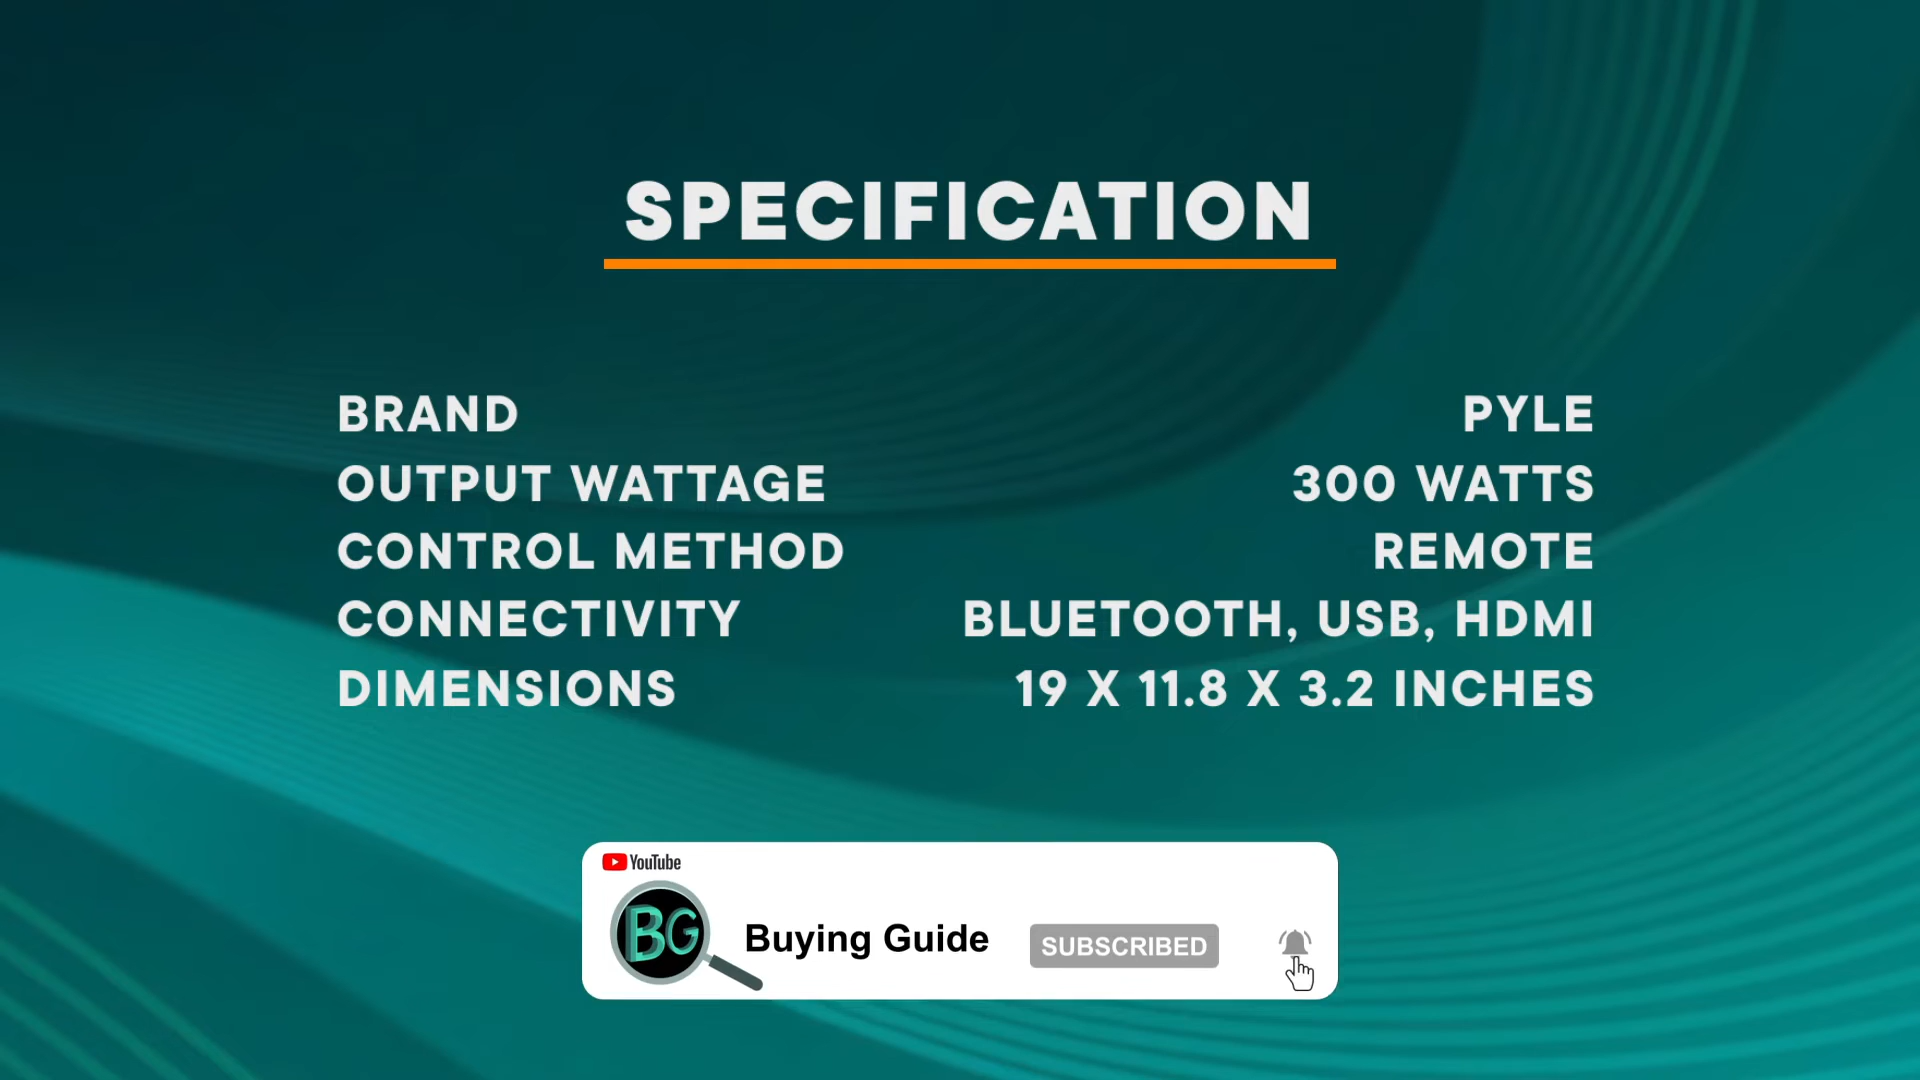 SPECIFICATION
BRAND PYLE
OUTPUT WATTAGE 300 WATTS
CONTROL METHOD REMOTE
CONNECTIVITY BLUETOOTH, USB, HDMI
DIMENSIONS 19 X 11.8 X 3.2 INCHES
YouTube
BG
Buying Guide
SUBSCRIBED